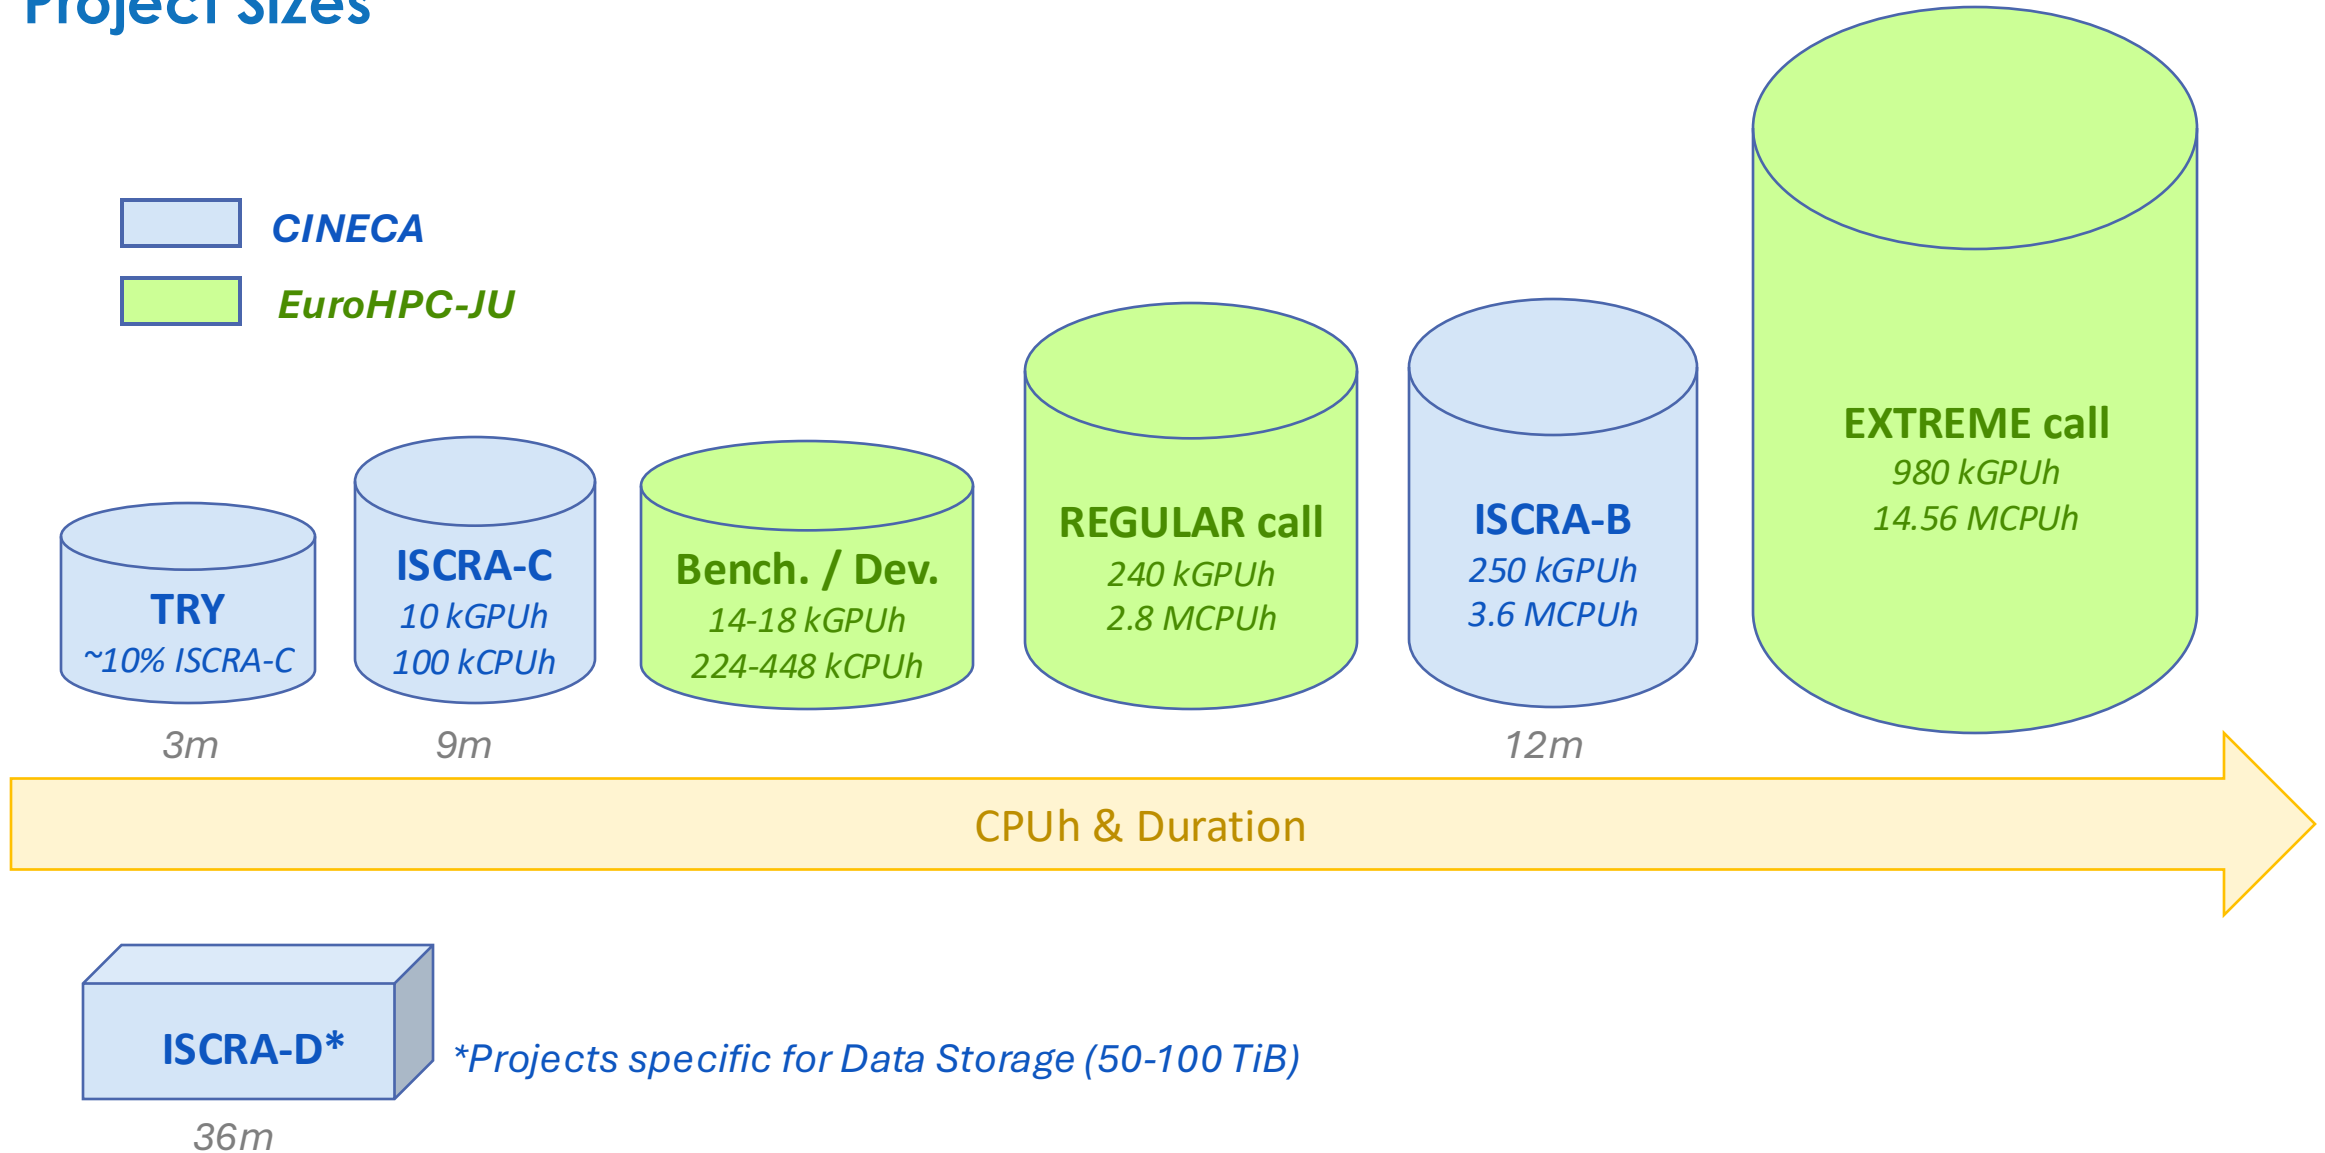 Project Sizes
CINECA
EuroHPC-JU
TRY
~10% ISCRA-C
3m
ISCRA-C
10 kGPUh
100 kCPUh
9m
Bench. / Dev.
14-18 kGPUh
224-448 kCPUh
REGULAR call
240 kGPUh
2.8 MCPUh
ISCRA-B
250 kGPUh
3.6 MCPUh
12m
EXTREME call
980 kGPUh
14.56 MCPUh
CPUh & Duration
ISCRA-D*
*Projects specific for Data Storage (50-100 TiB)
36m